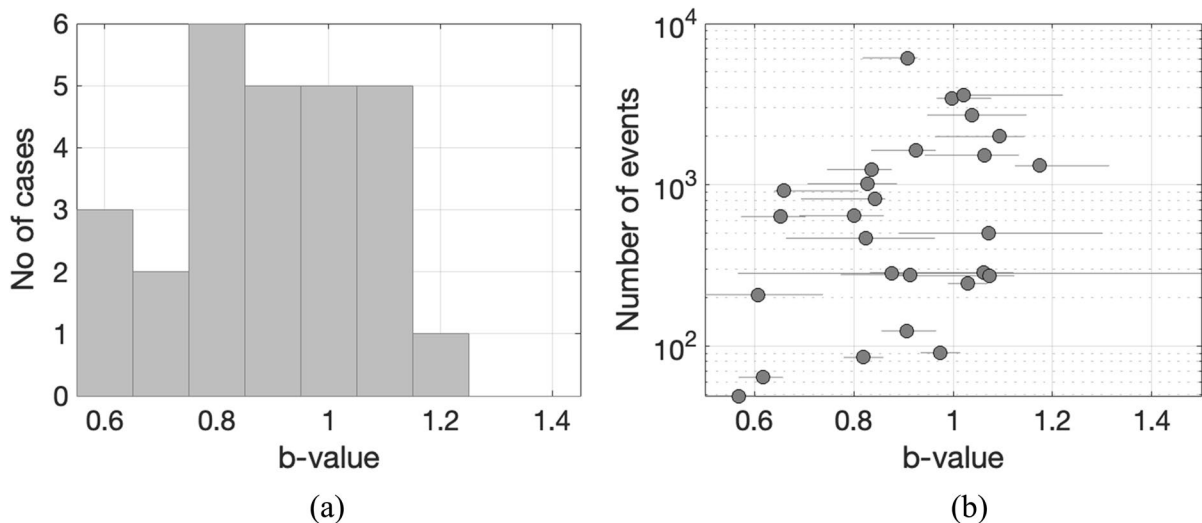 6
5
4
3
2
1
0
No of cases
0.6 0.8 1 1.2 1.4
b-value
(a)
10^4
10^3
10^2
Number of events
0.6 0.8 1 1.2 1.4
b-value
(b)